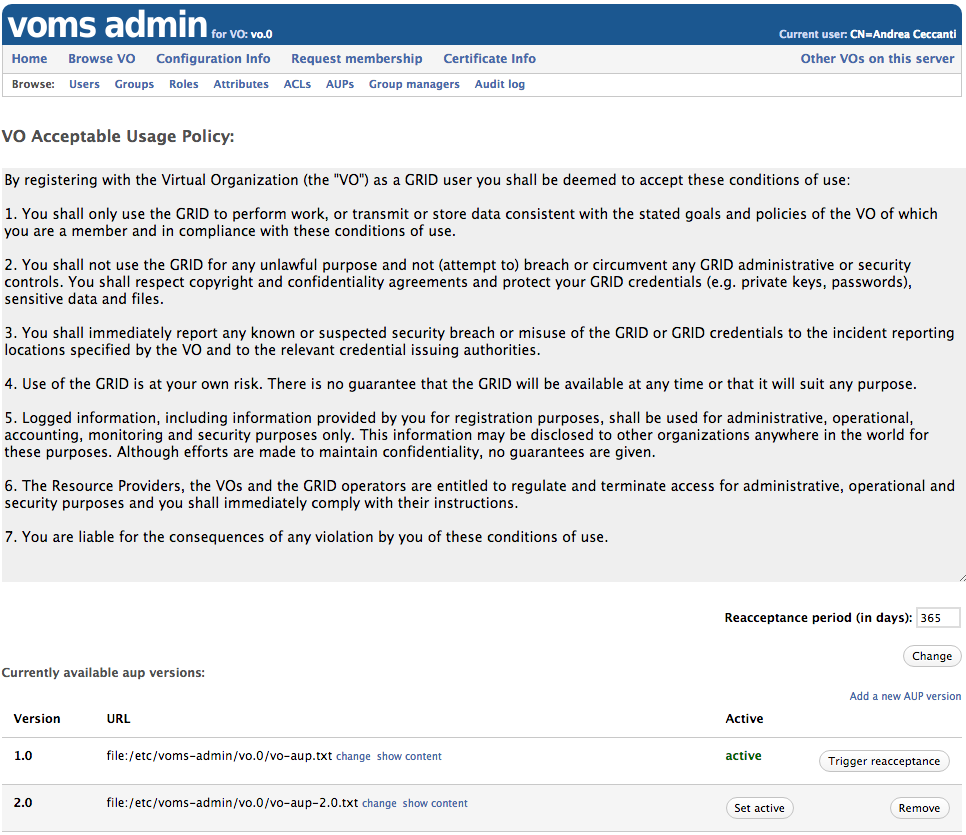 voms admin for VO: vo.0
Current user: CN=Andrea Ceccanti
Home Browse VO Configuration Info Request membership Certificate Info Other VOs on this server
Browse: Users Groups Roles Attributes ACLs AUPs Group managers Audit log
VO Acceptable Usage Policy:
By registering with the Virtual Organization (the "VO") as a GRID user you shall be deemed to accept these conditions of use:
1. You shall only use the GRID to perform work, or transmit or store data consistent with the stated goals and policies of the VO of which
you are a member and in compliance with these conditions of use.
2. You shall not use the GRID for any unlawful purpose and not (attempt to) breach or circumvent any GRID administrative or security
controls. You shall respect copyright and confidentiality agreements and protect your GRID credentials (e.g. private keys, passwords),
sensitive data and files.
3. You shall immediately report any known or suspected security breach or misuse of the GRID or GRID credentials to the incident reporting
locations specified by the VO and to the relevant credential issuing authorities.
4. Use of the GRID is at your own risk. There is no guarantee that the GRID will be available at any time or that it will suit any purpose.
5. Logged information, including information provided by you for registration purposes, shall be used for administrative, operational,
accounting, monitoring and security purposes only. This information may be disclosed to other organizations anywhere in the world for
these purposes. Although efforts are made to maintain confidentiality, no guarantees are given.
6. The Resource Providers, the VOs and the GRID operators are entitled to regulate and terminate access for administrative, operational and
security purposes and you shall immediately comply with their instructions.
7. You are liable for the consequences of any violation by you of these conditions of use.
Reacceptance period (in days): 365
Change
Currently available aup versions:
Add a new AUP version
Version URL Active
1.0 file:/etc/voms-admin/vo.0/vo-aup.txt change show content active Trigger reacceptance
2.0 file:/etc/voms-admin/vo.0/vo-aup-2.0.txt change show content Set active Remove